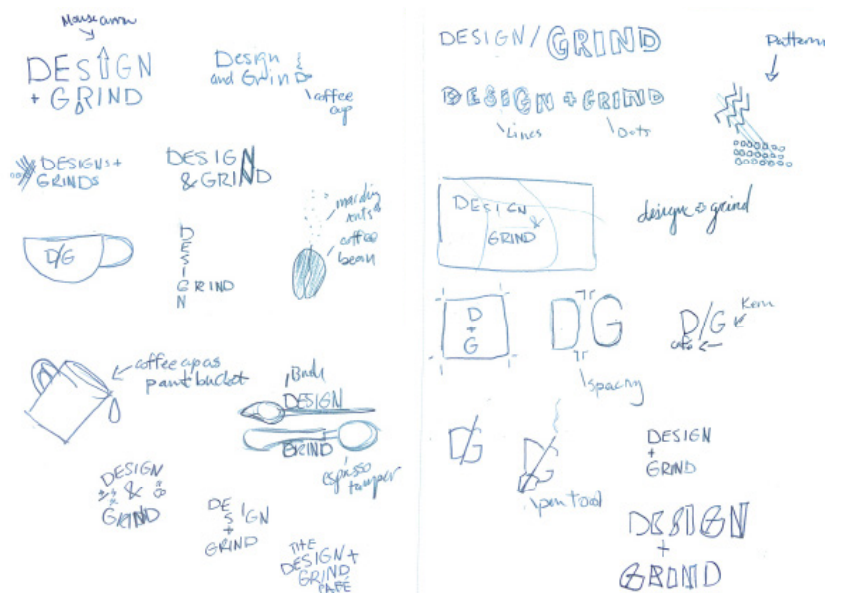 Mouse arrow
DESIGN
+ GRIND
Design
and Grind
coffee
cup
DESIGNS +
GRINDS
DESIGN
& GRIND
D/G
DESIGN
GRIND
coffee
bean
coffee cup as
paint bucket
DESIGN
GRIND
espresso
tamper
DESIGN
&
GRIND
DESIGN
+
GRIND
THE
DESIGN +
GRIND
CAFÉ
DESIGN / GRIND
Pattern
DESIGN + GRIND
Lines
Dots
DESIGN
&
GRIND
design + grind
D
+
G
DG
D/G
Kern
cafe
spacing
D/G
D/G
pen tool
DESIGN
+
GRIND
DESIGN
+
GRIND